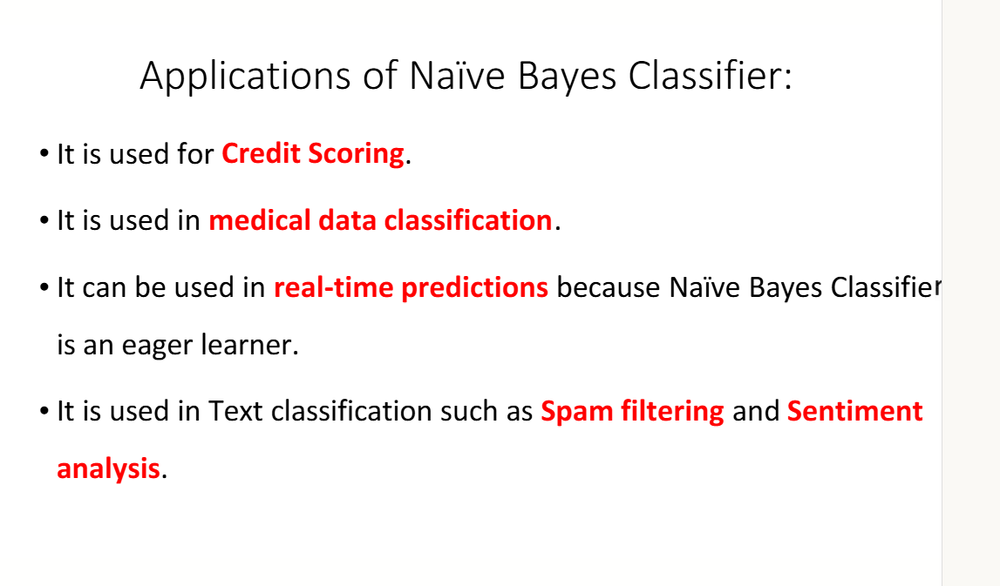 Applications of Naïve Bayes Classifier:
• It is used for Credit Scoring.
• It is used in medical data classification.
• It can be used in real-time predictions because Naïve Bayes Classifier
is an eager learner.
• It is used in Text classification such as Spam filtering and Sentiment
analysis.